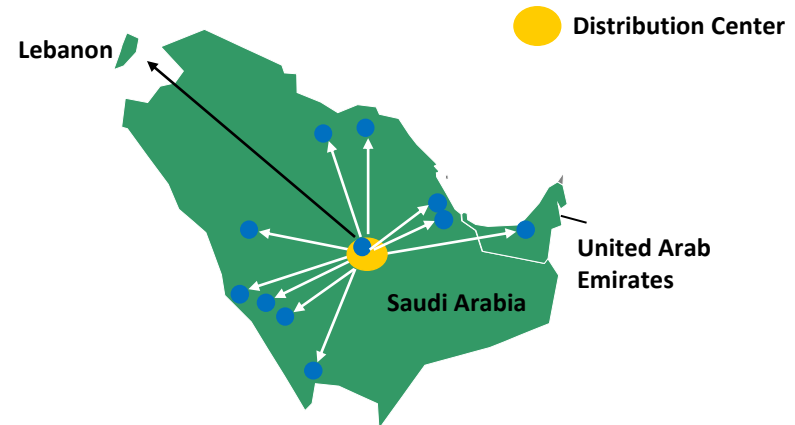 Distribution Center
Lebanon
United Arab
Emirates
Saudi Arabia